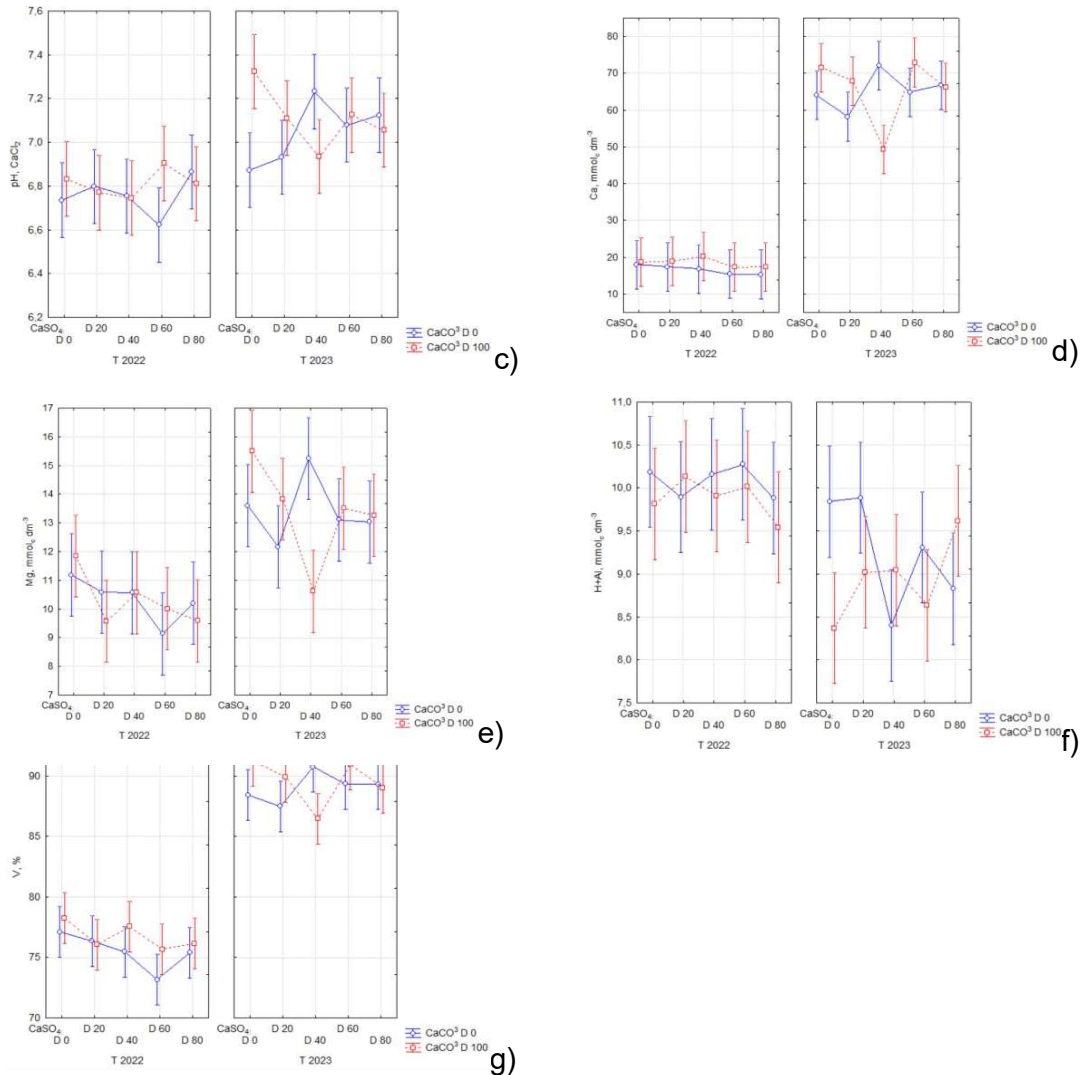 7,6
7,4
7,2
7,0
6,8
6,6
6,4
6,2
pH, CaCl2
CaSO4: D 20 D 60
D 0 D 40 D 80
T 2022
D 20 D 60
D 0 D 40 D 80
T 2023
CaCO³ D 0
CaCO³ D 100
c)
80
70
60
50
40
30
20
10
Ca, mmolc dm-3
CaSO4: D 20 D 60
D 0 D 40 D 80
T 2022
D 20 D 60
D 0 D 40 D 80
T 2023
CaCO³ D 0
CaCO³ D 100
d)
17
16
15
14
13
12
11
10
9
8
7
Mg, mmolc dm-3
CaSO4: D 20 D 60
D 0 D 40 D 80
T 2022
D 20 D 60
D 0 D 40 D 80
T 2023
CaCO³ D 0
CaCO³ D 100
e)
11,0
10,5
10,0
9,5
9,0
8,5
8,0
7,5
H+Al, mmolc dm-3
CaSO4: D 20 D 60
D 0 D 40 D 80
T 2022
D 20 D 60
D 0 D 40 D 80
T 2023
CaCO³ D 0
CaCO³ D 100
f)
90
85
80
75
70
V, %
CaSO4: D 20 D 60
D 0 D 40 D 80
T 2022
D 20 D 60
D 0 D 40 D 80
T 2023
CaCO³ D 0
CaCO³ D 100
g)